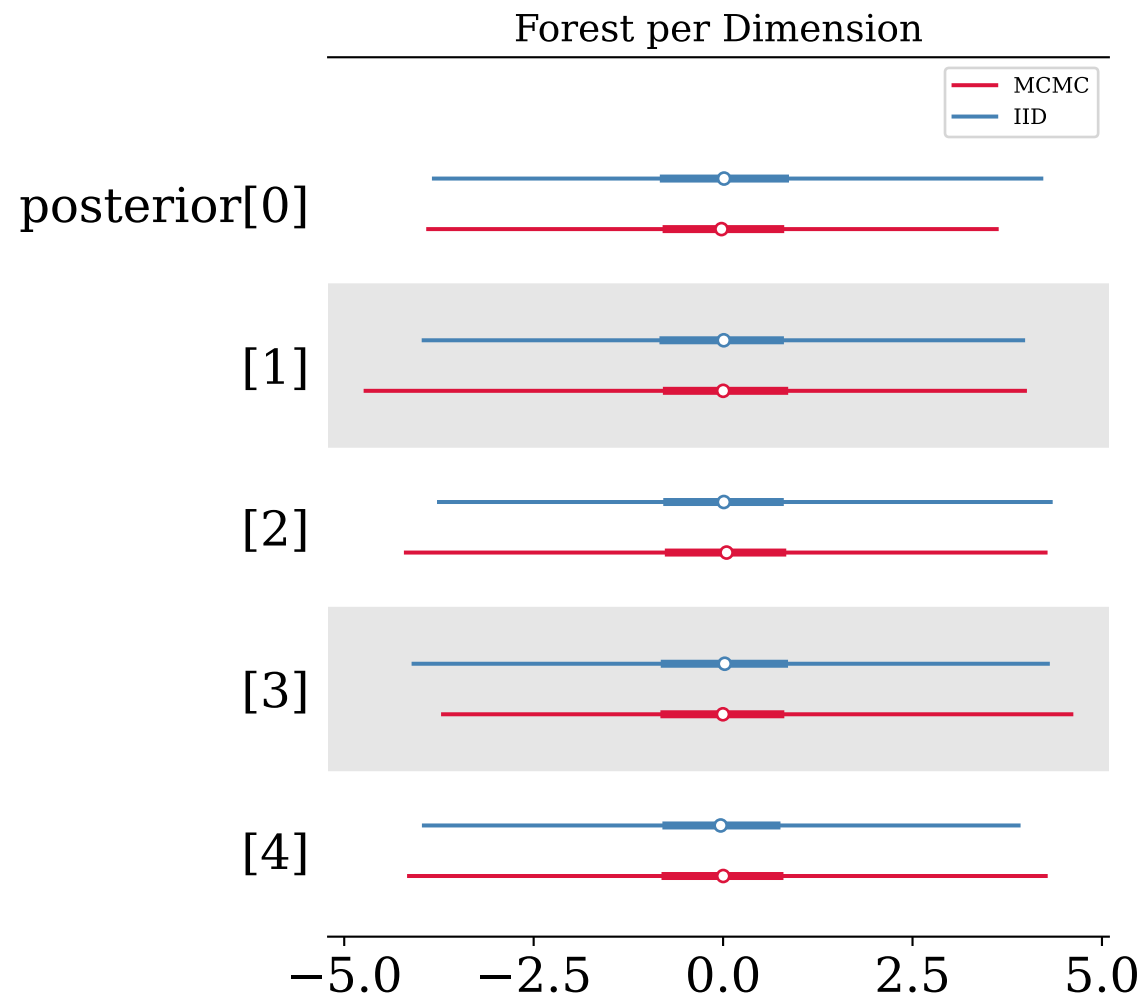 Forest per Dimension
MCMC
IID
posterior[0]
[1]
[2]
[3]
[4]
−5.0 −2.5 0.0 2.5 5.0